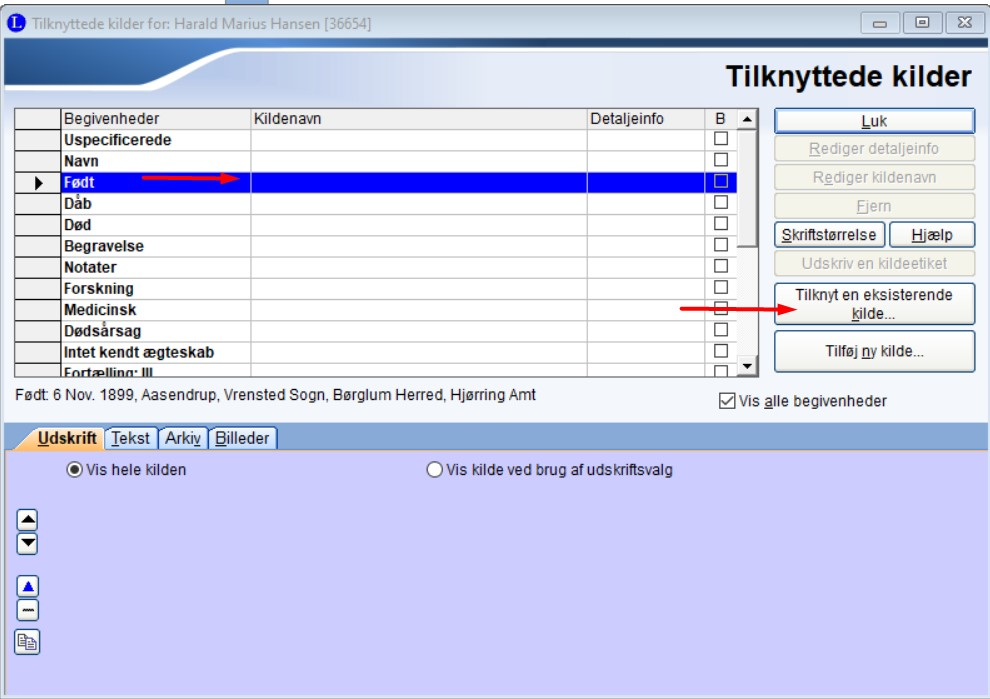 L Tilknyttede kilder for: Harald Marius Hansen [36654]
Tilknyttede kilder
Begivenheder Kildenavn Detaljeinfo B
Uspecificerede
Navn
Født
Dåb
Død
Begravelse
Notater
Forskning
Medicinsk
Dødsårsag
Intet kendt ægteskab
Fortælling: III
Luk
Rediger detaljeinfo
Rediger kildenavn
Fjern
Skriftstørrelse Hjælp
Udskriv en kildeetiket
Tilknyt en eksisterende
kilde...
Tilføj ny kilde...
Født: 6 Nov. 1899, Aasendrup, Vrensted Sogn, Børglum Herred, Hjørring Amt
Vis alle begivenheder
Udskrift Tekst Arkiv Billeder
Vis hele kilden Vis kilde ved brug af udskriftsvalg